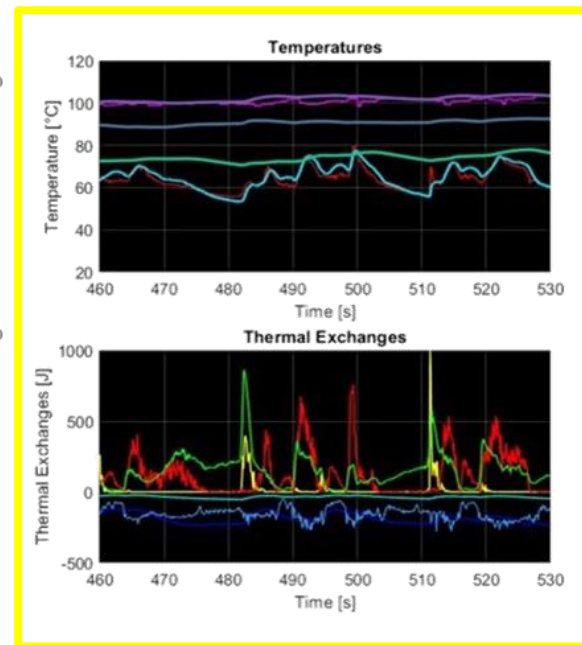 Temperatures
120
100
80
60
40
20
Temperature [°C]
460 470 480 490 500 510 520 530
Time [s]
Thermal Exchanges
1000
500
0
-500
Thermal Exchanges [J]
460 470 480 490 500 510 520 530
Time [s]